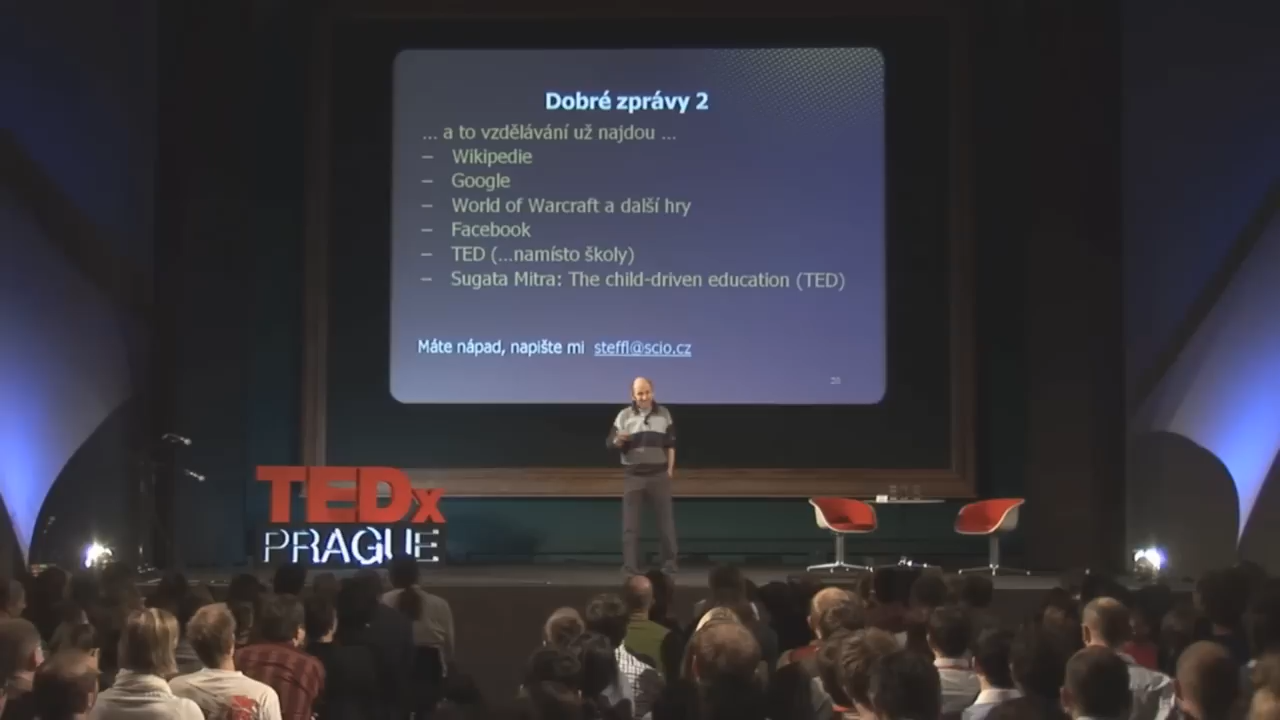 Dobré zprávy 2
... a to vzdělávání už najdou ...
– Wikipedie
– Google
– World of Warcraft a další hry
– Facebook
– TED (...namísto školy)
– Sugata Mitra: The child-driven education (TED)
Máte nápad, napište mi steffl@scio.cz
TEDx
PRAGUE